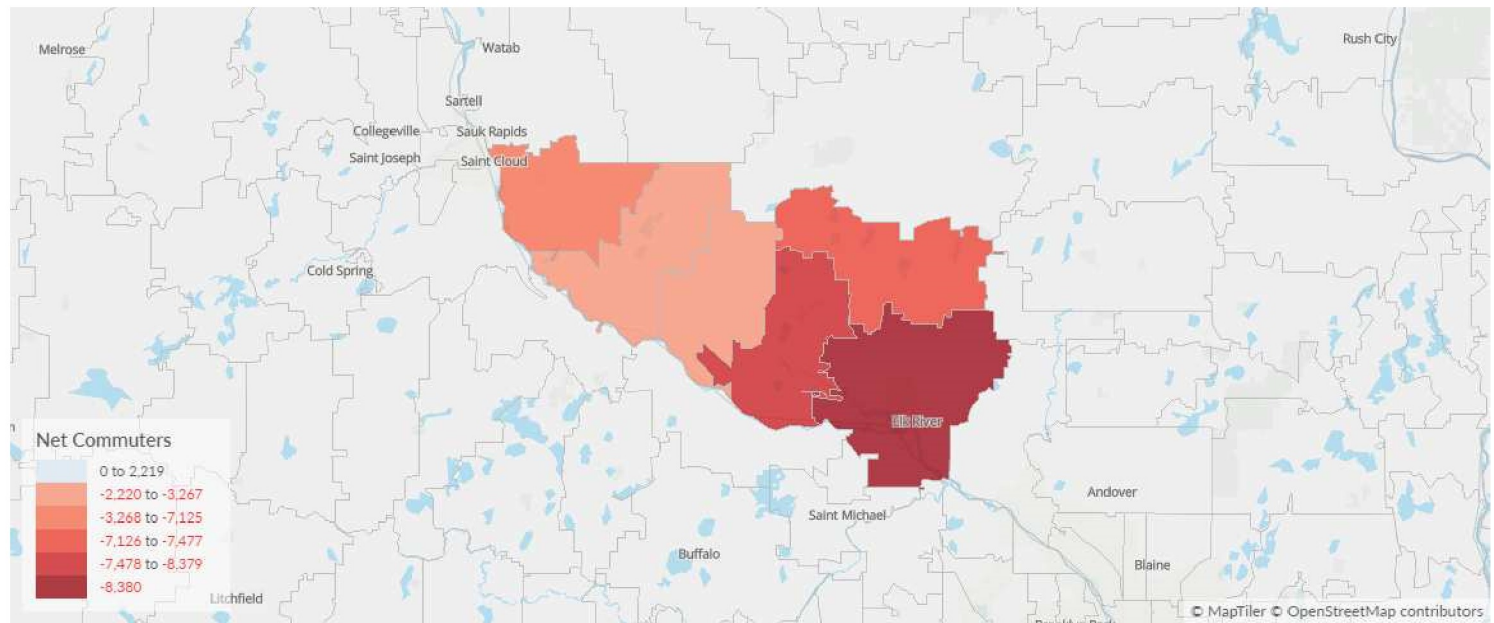 Melrose
Watab
Rush City
Sartell
Collegeville
Sauk Rapids
Saint Joseph
Saint Cloud
Cold Spring
Elk River
Net Commuters
0 to 2,219
-2,220 to -3,267
-3,268 to -7,125
-7,126 to -7,477
-7,478 to -8,379
-8,380
Andover
Saint Michael
Buffalo
Blaine
Litchfield
© MapTiler © OpenStreetMap contributors